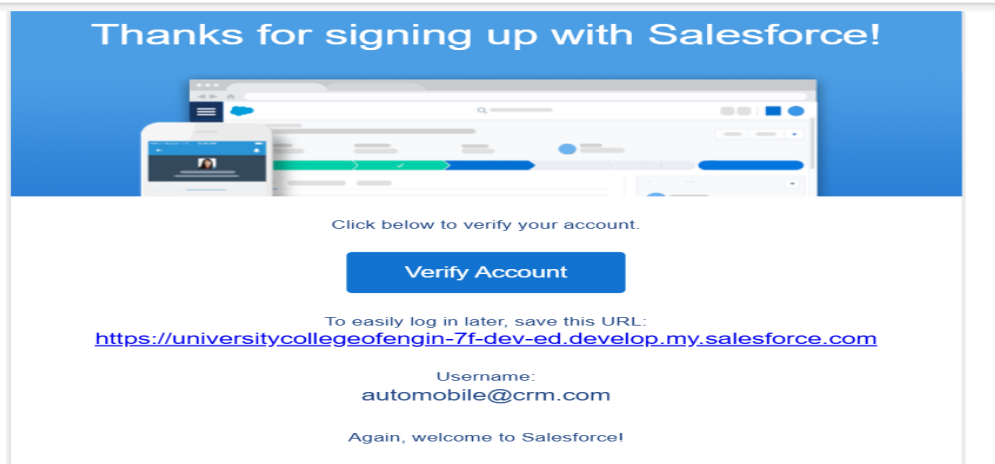 Thanks for signing up with Salesforce!
Click below to verify your account.
Verify Account
To easily log in later, save this URL:
https://universitycollegeofengin-7f-dev-ed.develop.my.salesforce.com
Username:
automobile@crm.com
Again, welcome to Salesforce!